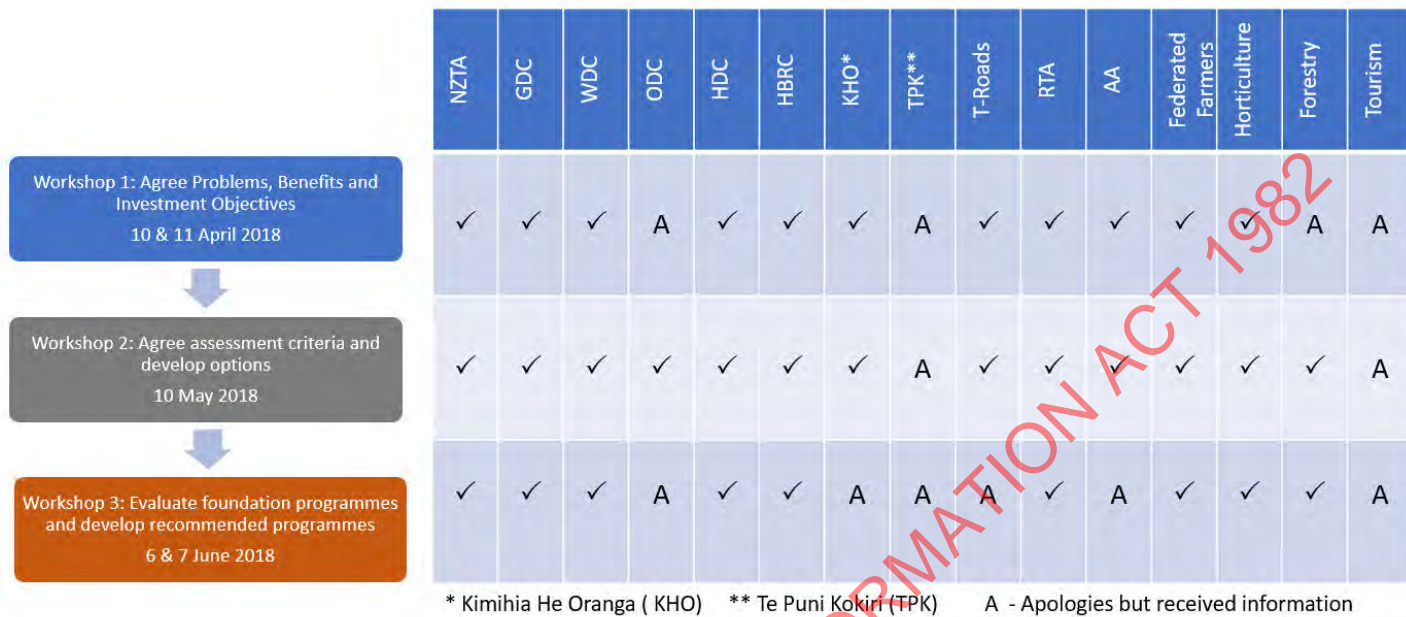 NZTA
GDC
WDC
ODC
HDC
HBRC
KHO*
TPK**
T-Roads
RTA
AA
Federated
Farmers
Horticulture
Forestry
Tourism
Workshop 1: Agree Problems, Benefits and
Investment Objectives
10 & 11 April 2018
✓ ✓ ✓ A ✓ ✓ ✓ A ✓ ✓ ✓ ✓ ✓ A A
Workshop 2: Agree assessment criteria and
develop options
10 May 2018
✓ ✓ ✓ ✓ ✓ ✓ ✓ A ✓ ✓ ✓ ✓ ✓ ✓ A
Workshop 3: Evaluate foundation programmes
and develop recommended programmes
6 & 7 June 2018
✓ ✓ ✓ A ✓ ✓ A A A ✓ A ✓ ✓ ✓ A
* Kimihia He Oranga ( KHO) ** Te Puni Kokiri (TPK) A - Apologies but received information
ORMATION ACT 1982